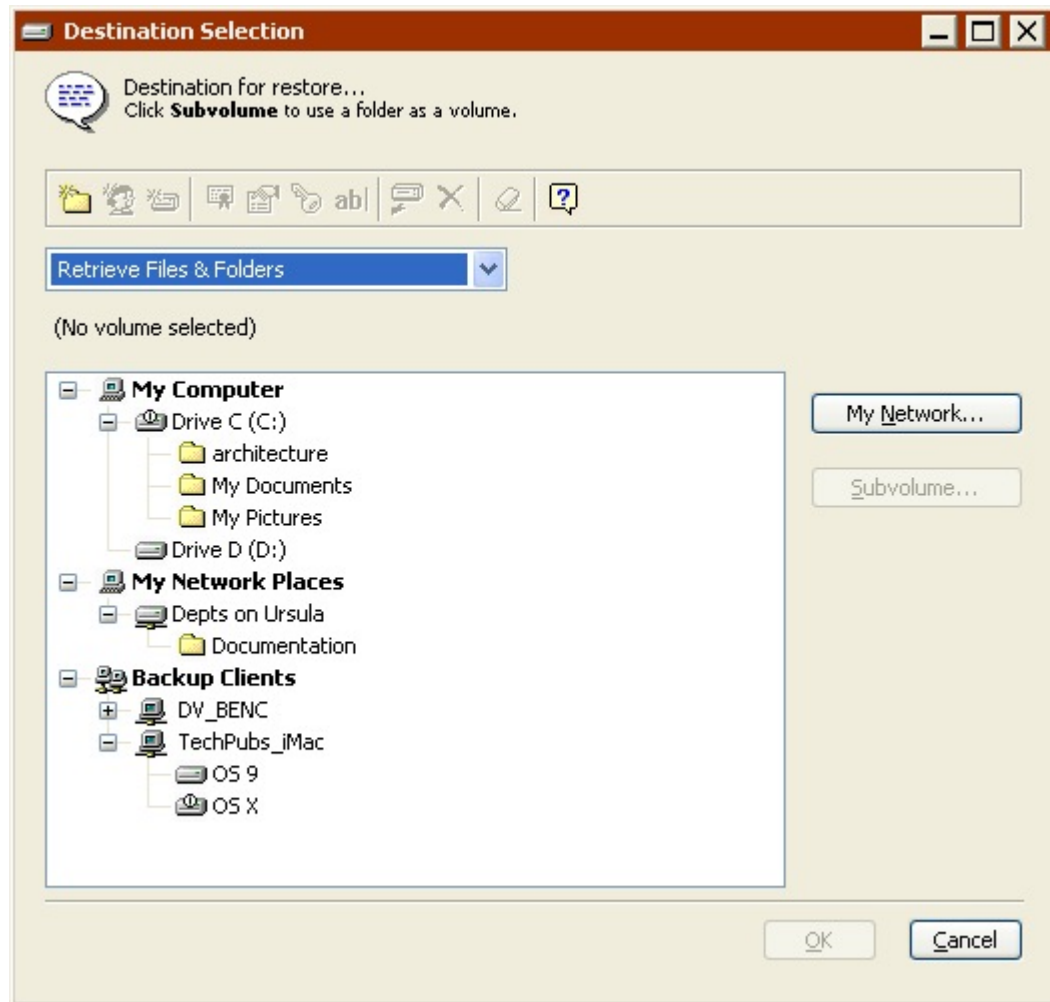 Destination Selection
Destination for restore...
Click Subvolume to use a folder as a volume.
ab|
Retrieve Files & Folders
(No volume selected)
My Computer
Drive C (C:)
architecture
My Documents
My Pictures
Drive D (D:)
My Network Places
Depts on Ursula
Documentation
Backup Clients
DV_BENC
TechPubs_iMac
OS 9
OS X
My Network...
Subvolume...
OK
Cancel